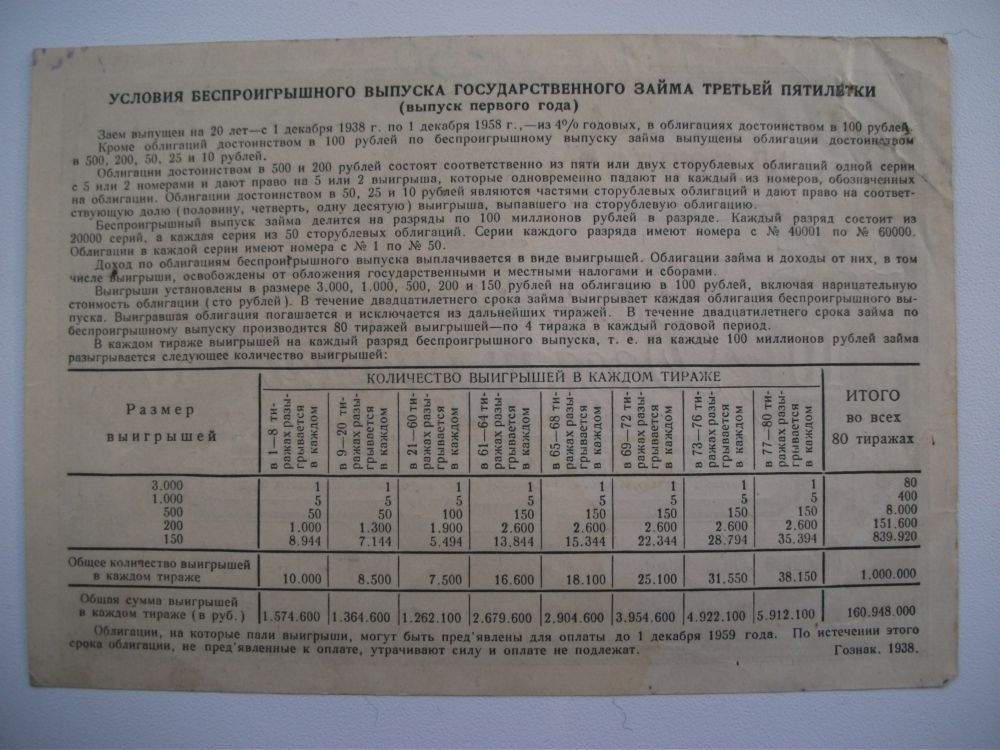 УСЛОВИЯ БЕСПРОИГРЫШНОГО ВЫПУСКА ГОСУДАРСТВЕННОГО ЗАЙМА ТРЕТЬЕЙ ПЯТИЛЕТКИ
(выпуск первого года)
Заем выпущен на 20 лет—с 1 декабря 1938 г. по 1 декабря 1958 г.,—из 4% годовых, в облигациях достоинством в 100 рублей.
Кроме облигаций достоинством в 100 рублей по беспроигрышному выпуску займа выпущены облигации достоинством
в 500, 200, 50, 25 и 10 рублей.
Облигации достоинством в 500 и 200 рублей состоят соответственно из пяти или двух сторублевых облигаций одной серии
с 5 или 2 номерами и дают право на 5 или 2 выигрыша, которые одновременно падают на каждый из номеров, обозначенных
на облигации. Облигации достоинством в 50, 25 и 10 рублей являются частями сторублевых облигаций и дают право на соответ-
ствующую долю (половину, четверть, одну десятую) выигрыша, выпавшего на сторублевую облигацию.
Беспроигрышный выпуск займа делится на разряды по 100 миллионов рублей в разряде. Каждый разряд состоит из
20000 серий, а каждая серия из 50 сторублевых облигаций. Серии каждого разряда имеют номера с № 40001 по № 60000.
Облигации в каждой серии имеют номера с № 1 по № 50.
Доход по облигациям беспроигрышного выпуска выплачивается в виде выигрышей. Облигации займа и доходы от них, в том
числе выигрыши, освобождены от обложения государственными и местными налогами и сборами.
Выигрыши установлены в размере 3.000, 1.000, 500, 200 и 150 рублей на облигацию в 100 рублей, включая нарицательную
стоимость облигации (сто рублей). В течение двадцатилетнего срока займа выигрывает каждая облигация беспроигрышного вы-
пуска. Выигравшая облигация погашается и исключается из дальнейших тиражей. В течение двадцатилетнего срока займа по
беспроигрышному выпуску производится 80 тиражей выигрышей—по 4 тиража в каждый годовой период.
В каждом тираже выигрышей на каждый разряд беспроигрышного выпуска, т. е. на каждые 100 миллионов рублей займа
разыгрывается следующее количество выигрышей:
Размер
выигрышей
КОЛИЧЕСТВО ВЫИГРЫШЕЙ В КАЖДОМ ТИРАЖЕ
в 1—8 ти-
ражах разы-
грывается
в каждом
в 9—20 ти-
ражах разы-
грывается
в каждом
в 21—60 ти-
ражах разы-
грывается
в каждом
в 61—64 ти-
ражах разы-
грывается
в каждом
в 65—68 ти-
ражах разы-
грывается
в каждом
в 69—72 ти-
ражах разы-
грывается
в каждом
в 73—76 ти-
ражах разы-
грывается
в каждом
в 77—80 ти-
ражах разы-
грывается
в каждом
ИТОГО
во всех
80 тиражах
3.000 1 1 1 1 1 1 1 1 80
1.000 5 5 5 5 5 5 5 5 400
500 50 50 100 150 150 150 150 150 8.000
200 1.000 1.300 1.900 2.600 2.600 2.600 2.600 2.600 151.600
150 8.944 7.144 5.494 13.844 15.344 22.344 28.794 35.394 839.920
Общее количество выигрышей
в каждом тираже 10.000 8.500 7.500 16.600 18.100 25.100 31.550 38.150 1.000.000
Общая сумма выигрышей
в каждом тираже (в руб.) 1.574.600 1.364.600 1.262.100 2.679.600 2.904.600 3.954.600 4.922.100 5.912.100 160.948.000
Облигации, на которые пали выигрыши, могут быть пред'явлены для оплаты до 1 декабря 1959 года. По истечении этого
срока облигации, не пред'явленные к оплате, утрачивают силу и оплате не подлежат.
Гознак. 1938.